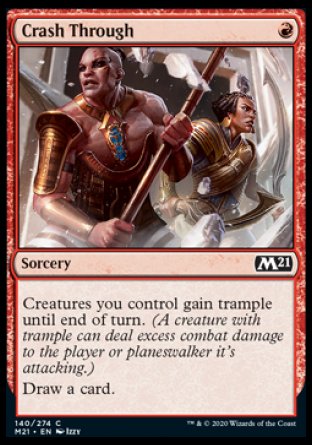 Crash Through
Sorcery
M21
Creatures you control gain trample
until end of turn. (A creature with
trample can deal excess combat damage
to the player or planeswalker it's
attacking.)
Draw a card.
140/274 C
M21 • EN Izzy
™ & © 2020 Wizards of the Coast